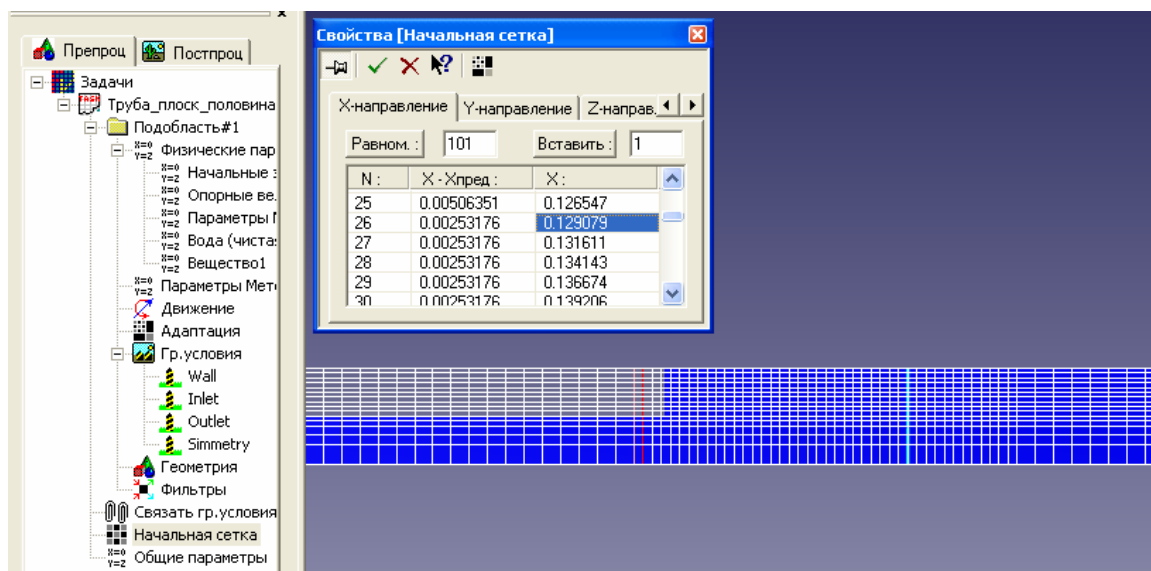 Препроц Постпроц
Задачи
FASH
Труба_плоск_половина
Подобласть#1
Физические пар
Начальные з
Опорные ве.
Параметры
Вода (чиста
Вещество1
Параметры Мет
Движение
Адаптация
Гр.условия
Wall
Inlet
Outlet
Simmetry
Геометрия
Фильтры
Связать гр.условия
Начальная сетка
Общие параметры
Свойства [Начальная сетка]
X-направление Y-направление Z-направ.
Равном. : 101 Вставить : 1
N : X - Xпред : X :
25 0.00506351 0.126547
26 0.00253176 0.129079
27 0.00253176 0.131611
28 0.00253176 0.134143
29 0.00253176 0.136674
30 0.00253176 0.139206